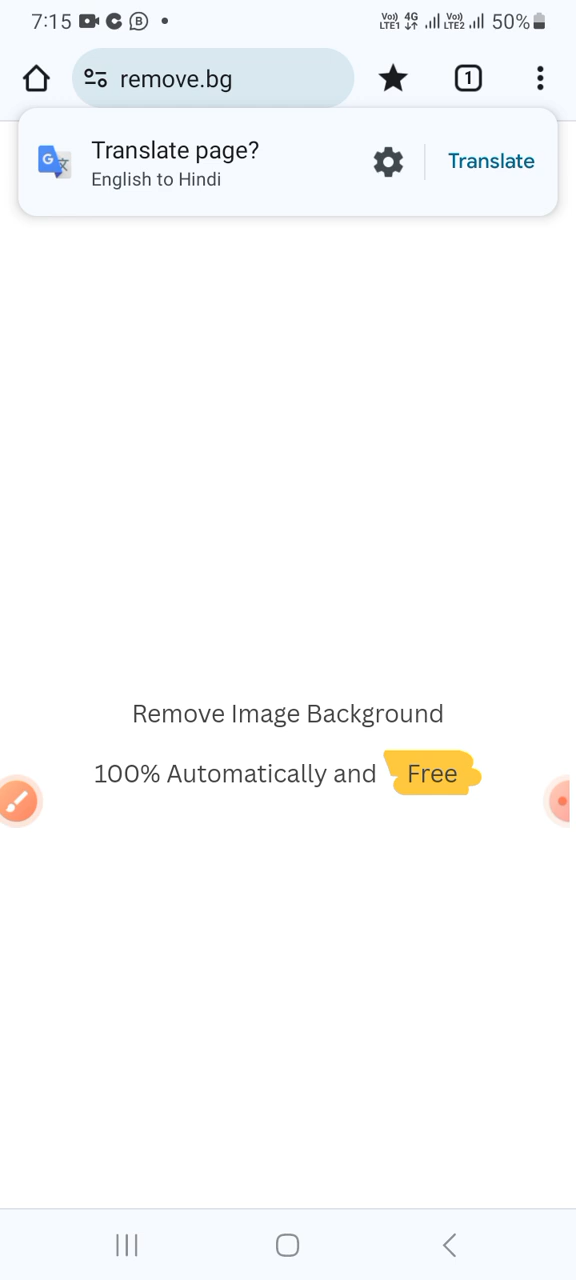 7:15
Vo) 4G Vo) 50%
LTE1 LTE2
remove.bg
1
Translate page?
English to Hindi
Translate
Remove Image Background
100% Automatically and Free